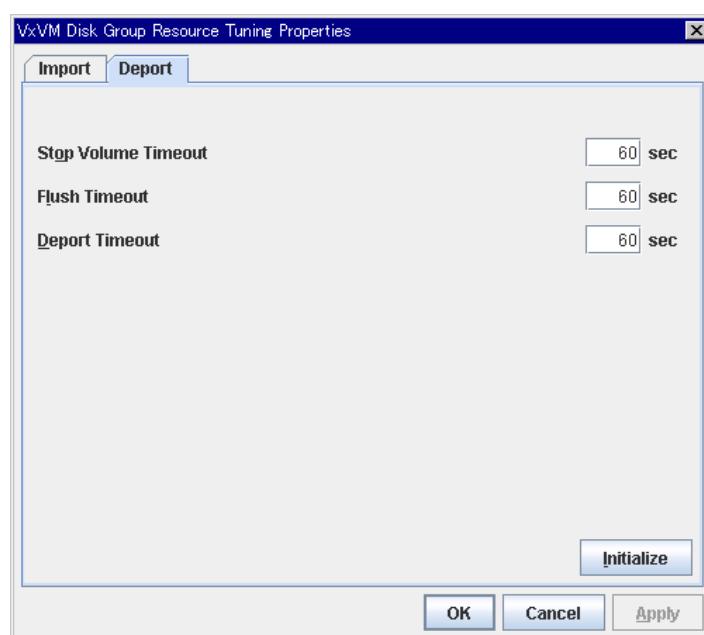 VxVM Disk Group Resource Tuning Properties
Import Deport
Stop Volume Timeout 60 sec
Flush Timeout 60 sec
Deport Timeout 60 sec
Initialize
OK Cancel Apply